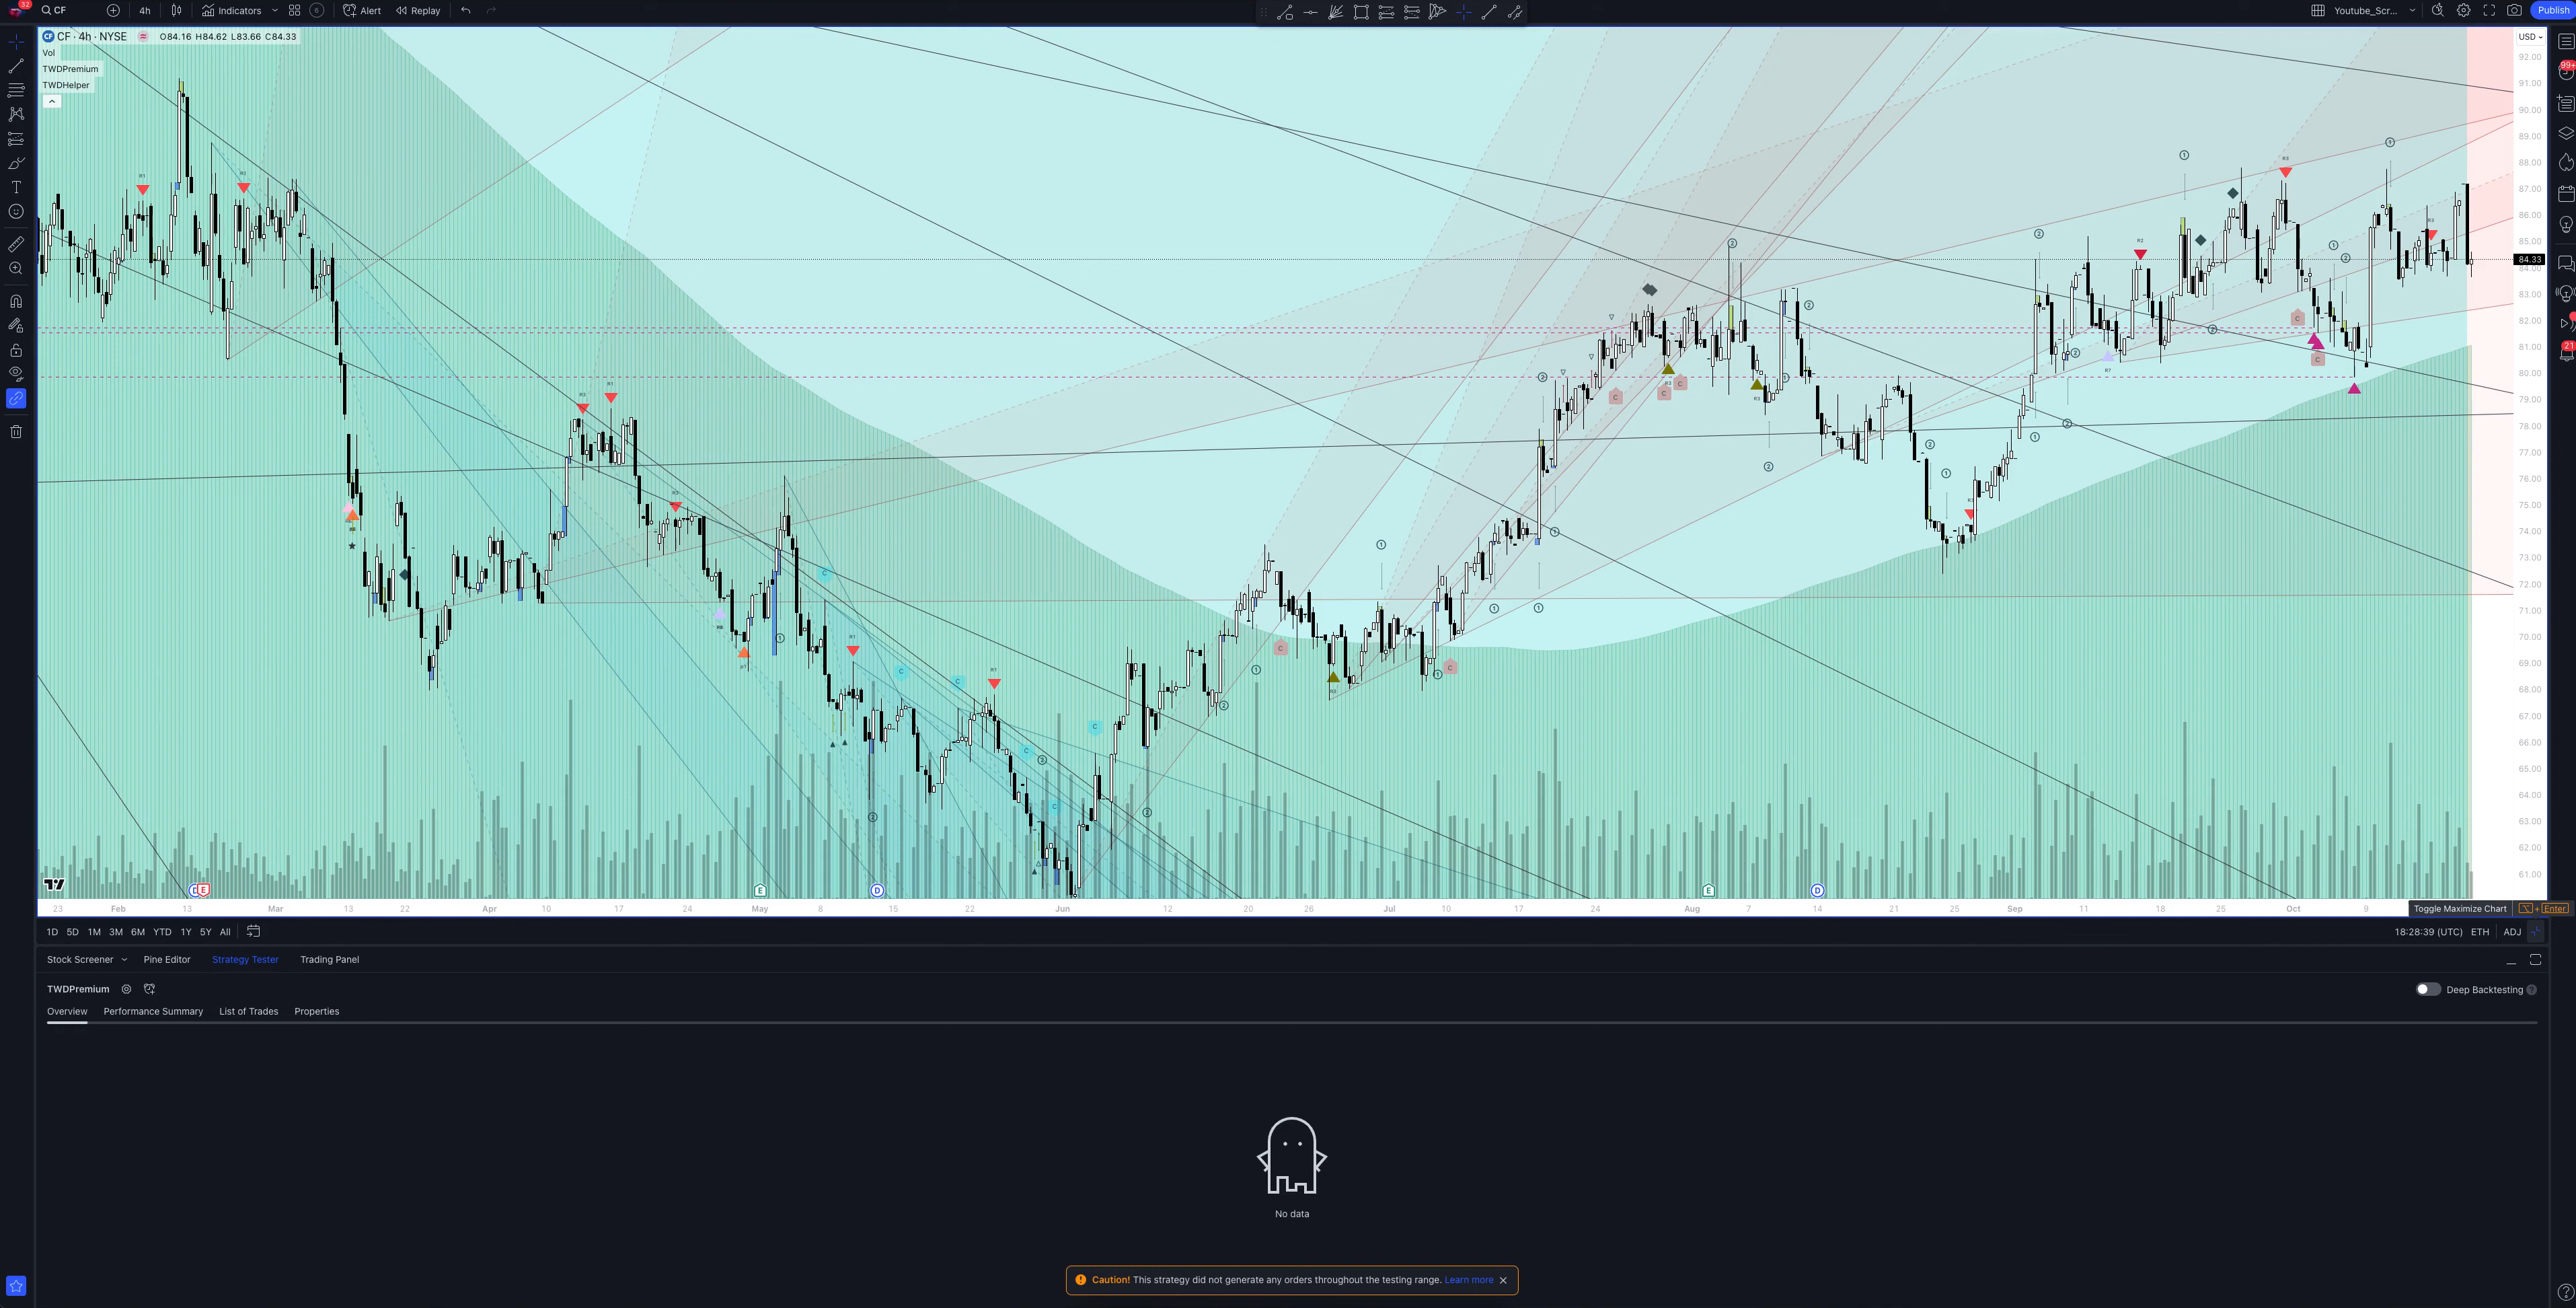 32
CF
4h
Indicators
6
Alert
Replay
Youtube_Scr...
Publish
CF · 4h · NYSE
O84.16 H84.62 L83.66 C84.33
Vol
TWDPremium
TWDHelper
USD
99+
21
92.00
91.00
90.00
89.00
88.00
87.00
86.00
85.00
84.33
84.00
83.00
82.00
81.00
80.00
79.00
78.00
77.00
76.00
75.00
74.00
73.00
72.00
71.00
70.00
69.00
68.00
67.00
66.00
65.00
64.00
63.00
62.00
61.00
23 Feb 13 Mar 13 22 Apr 10 17 24 May 8 15 22 Jun 12 20 26 Jul 10 17 24 Aug 7 14 21 25 Sep 11 18 25 Oct 9
Toggle Maximize Chart
+ Enter
1D 5D 1M 3M 6M YTD 1Y 5Y All
18:28:39 (UTC) ETH ADJ
Stock Screener Pine Editor Strategy Tester Trading Panel
TWDPremium
Deep Backtesting
Overview Performance Summary List of Trades Properties
No data
Caution! This strategy did not generate any orders throughout the testing range. Learn more